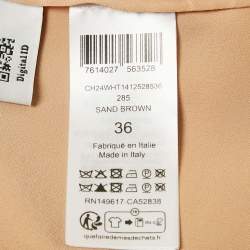 Digital ID
7614027 563528
CH24WHT1412528536
285
SAND BROWN
36
Fabriqué en Italie
Made in Italy
RN149617-CA52838
quefairedemesdechets.fr